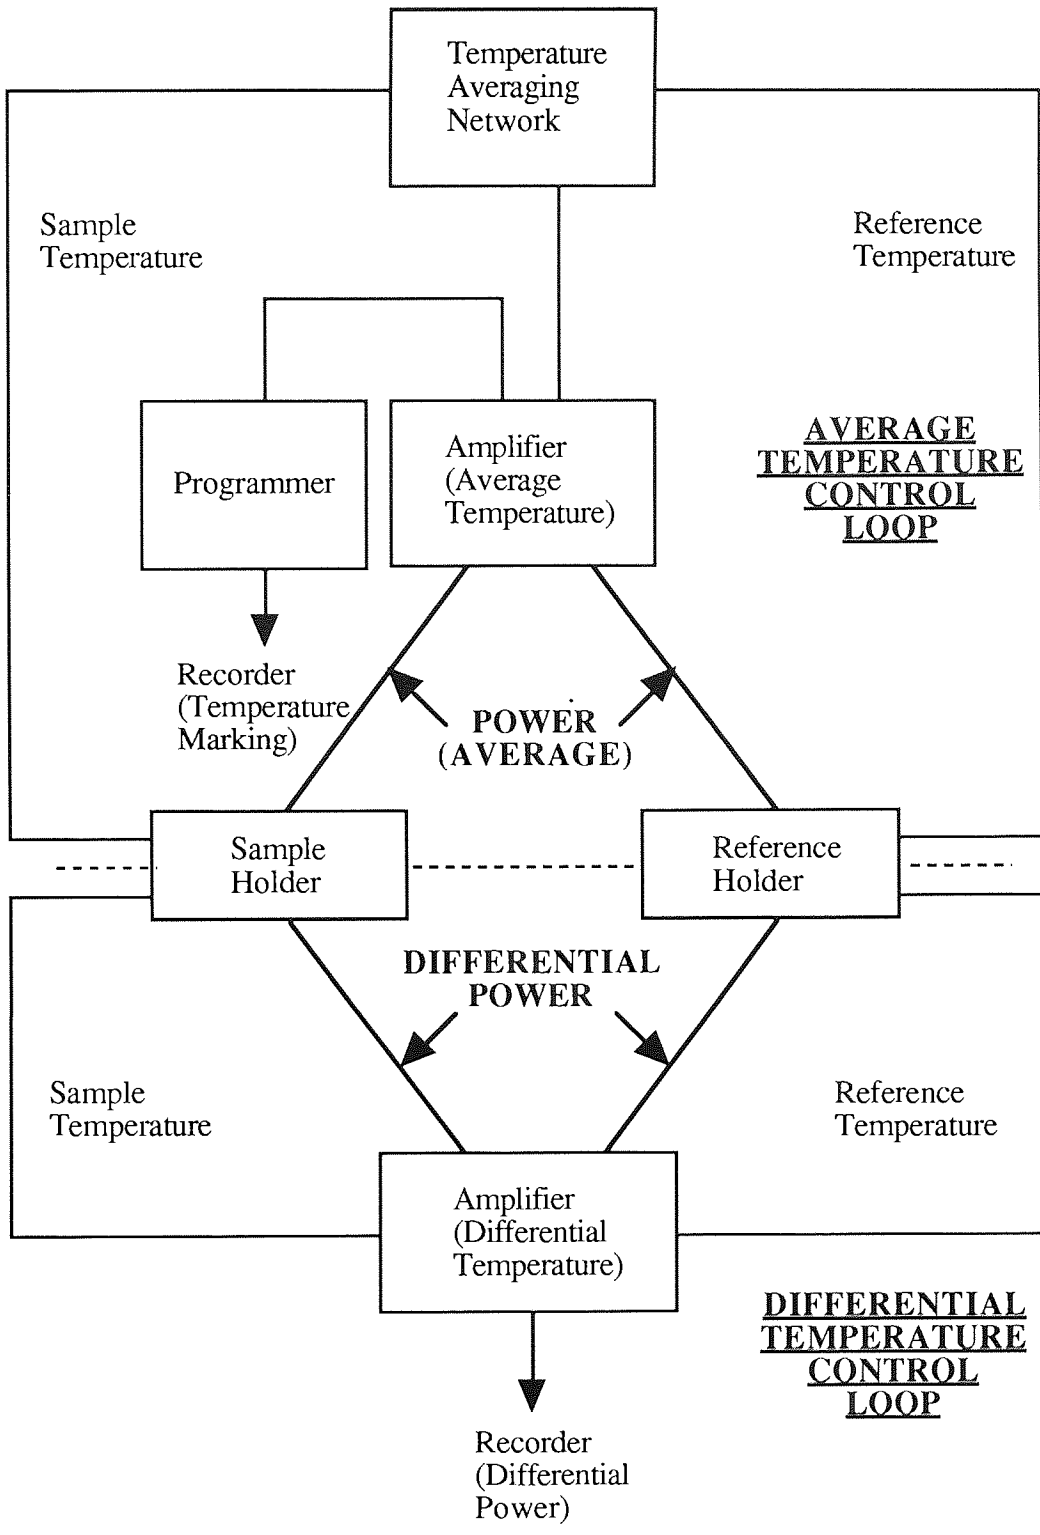 Temperature
Averaging
Network
Sample
Temperature
Reference
Temperature
Programmer
Amplifier
(Average
Temperature)
AVERAGE
TEMPERATURE
CONTROL
LOOP
Recorder
(Temperature
Marking)
POWER
(AVERAGE)
Sample
Holder
Reference
Holder
DIFFERENTIAL
POWER
Sample
Temperature
Reference
Temperature
Amplifier
(Differential
Temperature)
DIFFERENTIAL
TEMPERATURE
CONTROL
LOOP
Recorder
(Differential
Power)